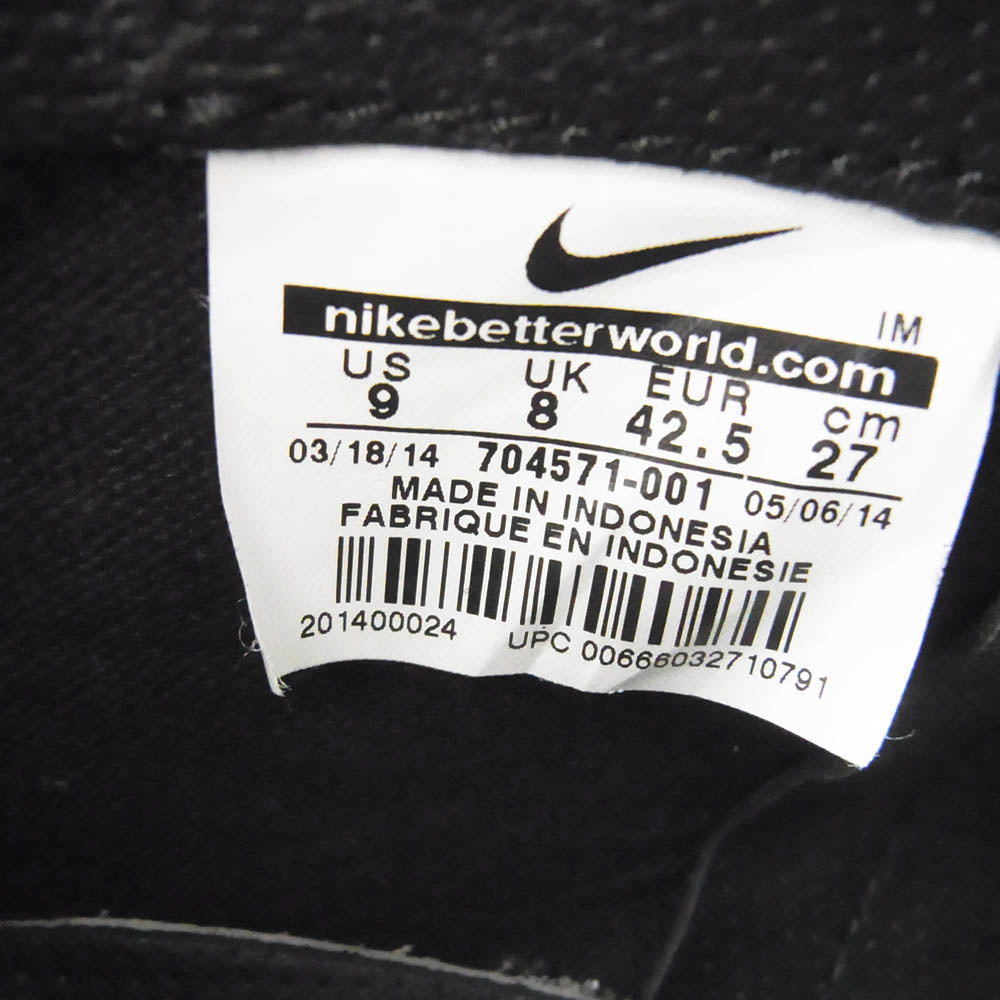 IM
nikebetterworld.com
US UK EUR cm
9 8 42.5 27
03/18/14 704571-001 05/06/14
MADE IN INDONESIA
FABRIQUE EN INDONESIE
201400024 UPC 00666032710791